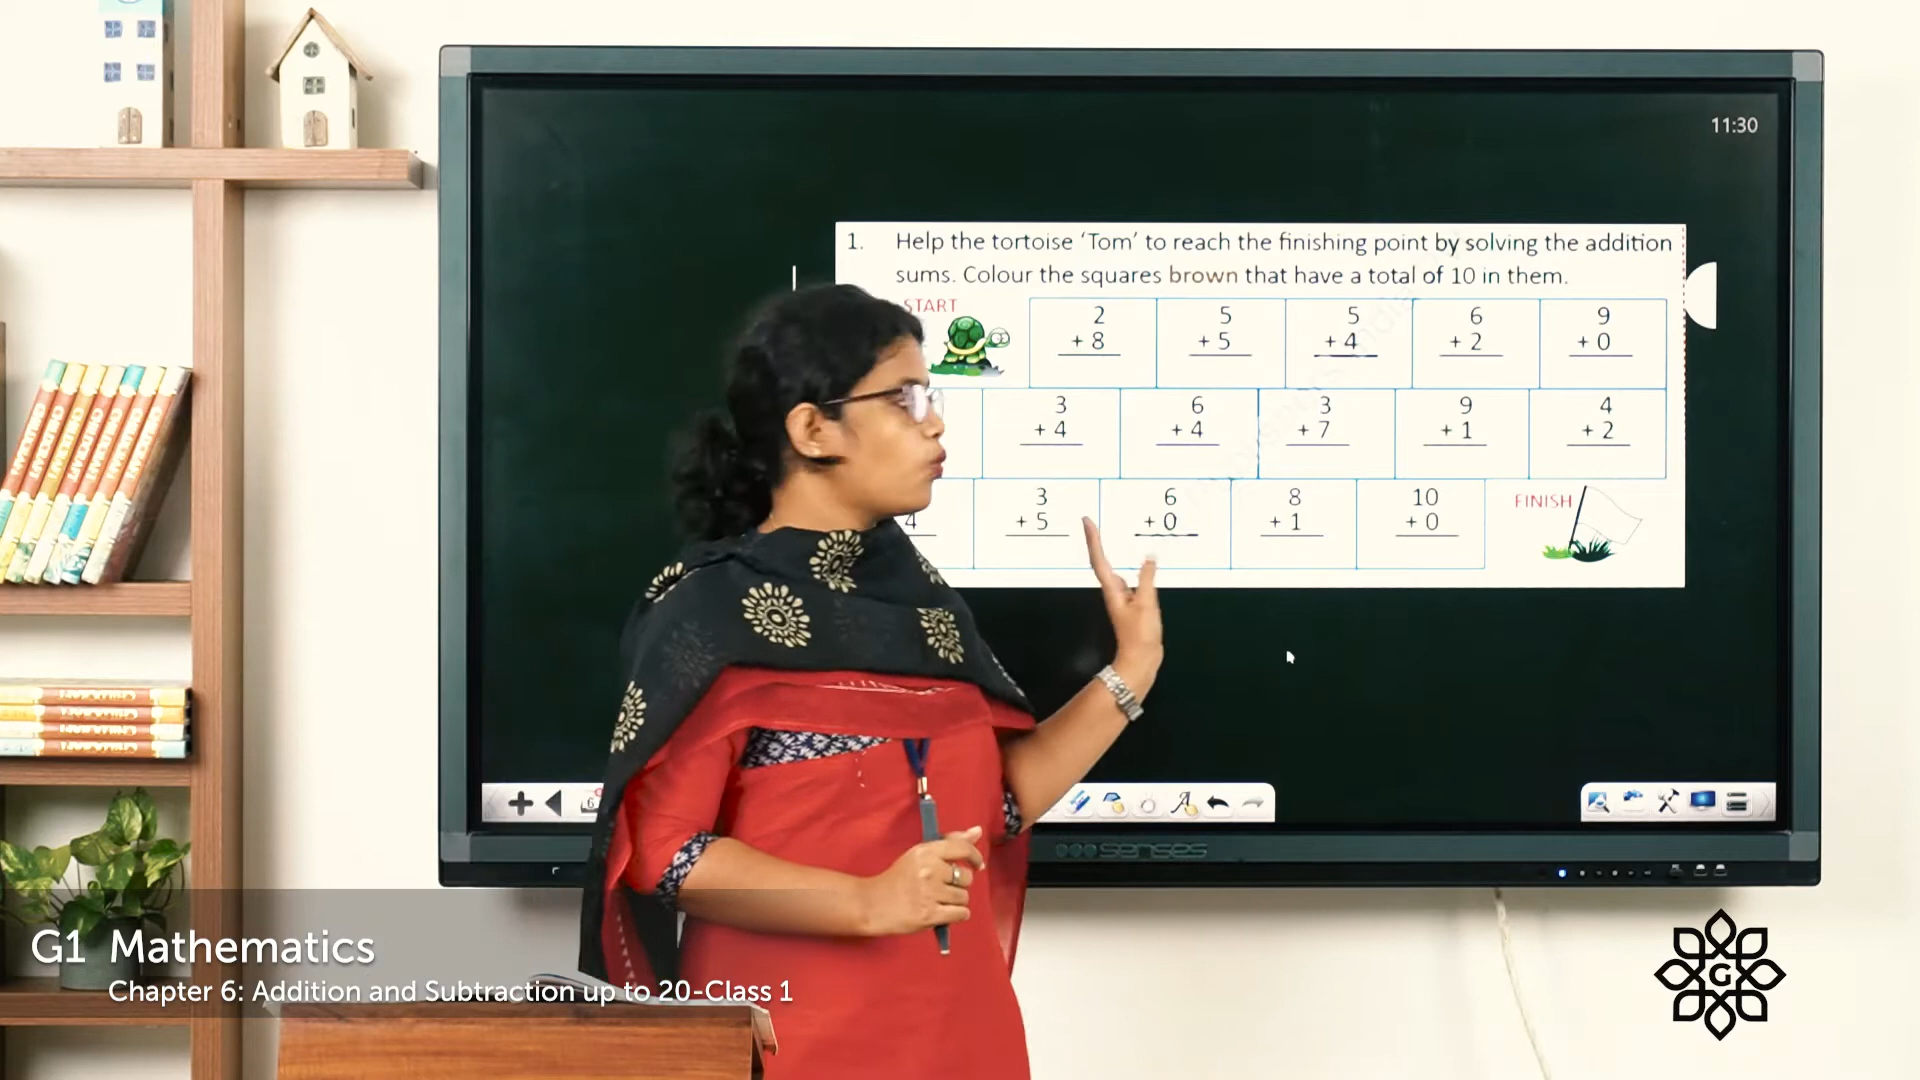 11:30
1. Help the tortoise ‘Tom’ to reach the finishing point by solving the addition
sums. Colour the squares brown that have a total of 10 in them.
START
2 5 5 6 9
+ 8 + 5 + 4 + 2 + 0
3 6 3 9 4
+ 4 + 4 + 7 + 1 + 2
3 6 8 10
4 + 5 + 0 + 1 + 0
FINISH
6
senses
G1 Mathematics
Chapter 6: Addition and Subtraction up to 20-Class 1
G